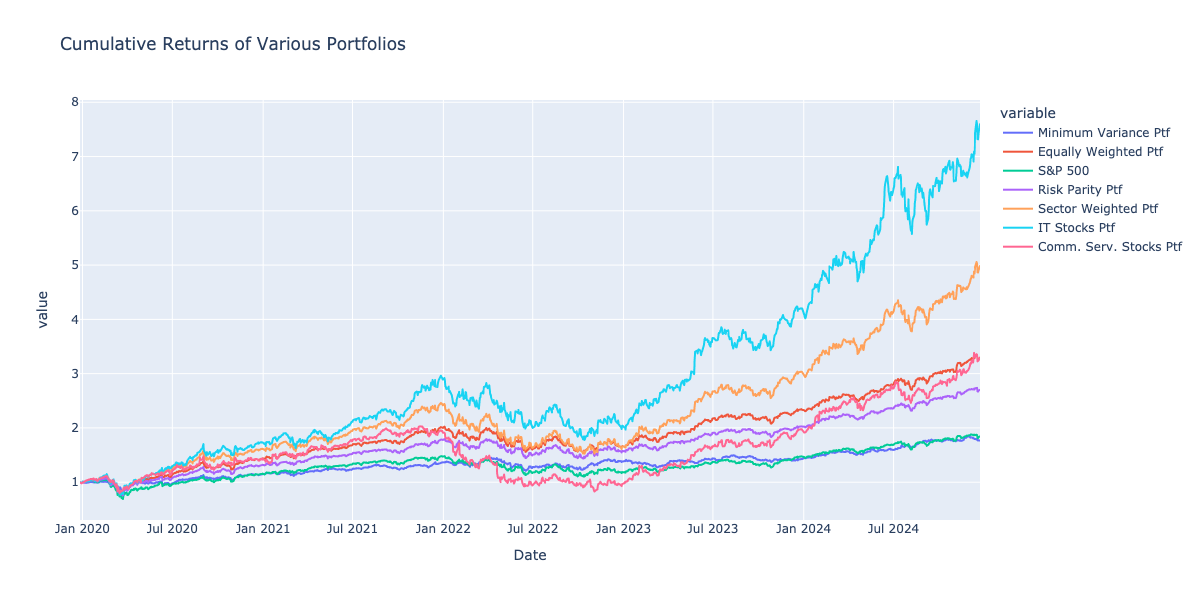 Cumulative Returns of Various Portfolios
variable
Minimum Variance Ptf
Equally Weighted Ptf
S&P 500
Risk Parity Ptf
Sector Weighted Ptf
IT Stocks Ptf
Comm. Serv. Stocks Ptf
value
8
7
6
5
4
3
2
1
Jan 2020 Jul 2020 Jan 2021 Jul 2021 Jan 2022 Jul 2022 Jan 2023 Jul 2023 Jan 2024 Jul 2024
Date